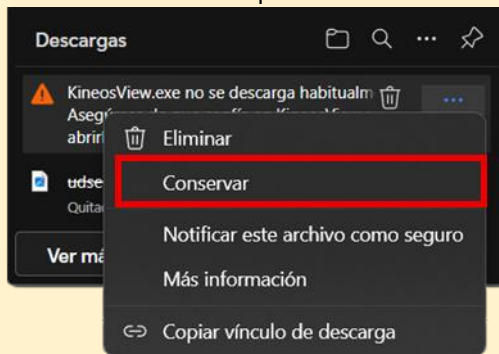 Descargas
KineosView.exe no se descarga habitualm
abrir
Eliminar
udse
Conservar
Quita
Notificar este archivo como seguro
Ver má
Más información
Copiar vínculo de descarga